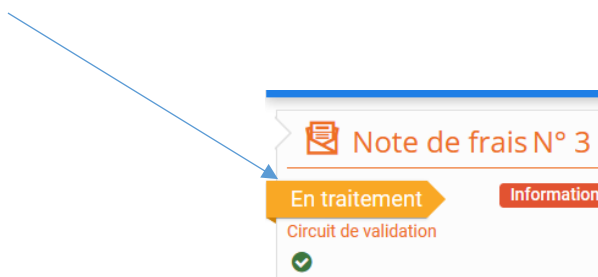 Note de frais N° 3
En traitement
Information
Circuit de validation